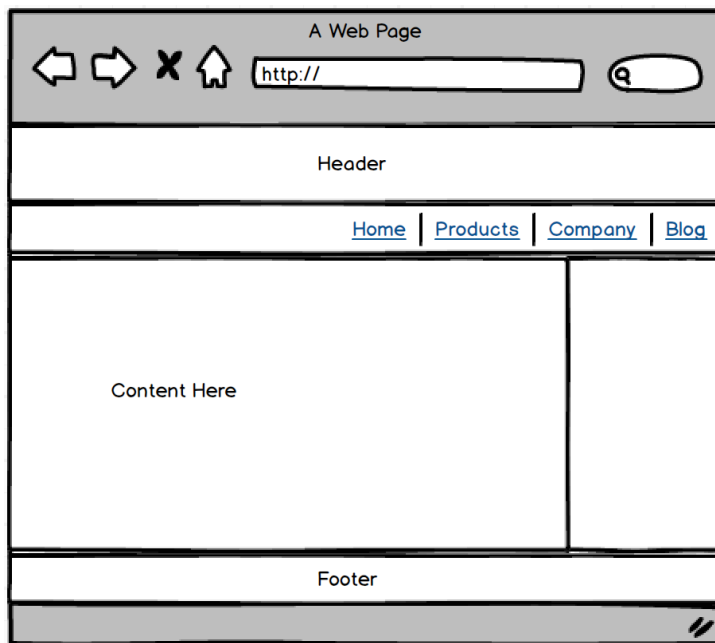 A Web Page
http://
Header
Home Products Company Blog
Content Here
Footer